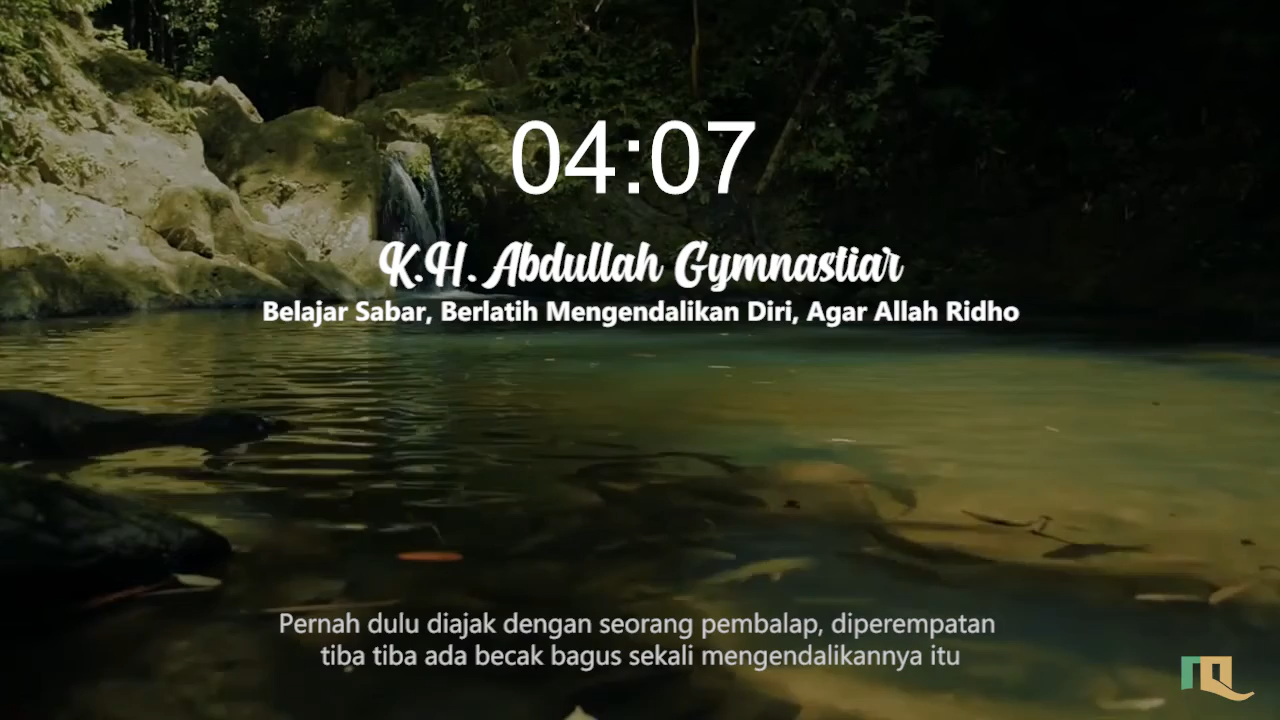 04:07
K.H. Abdullah Gymnastiar
Belajar Sabar, Berlatih Mengendalikan Diri, Agar Allah Ridho
Pernah dulu diajak dengan seorang pembalap, diperempatan
tiba tiba ada becak bagus sekali mengendalikannya itu